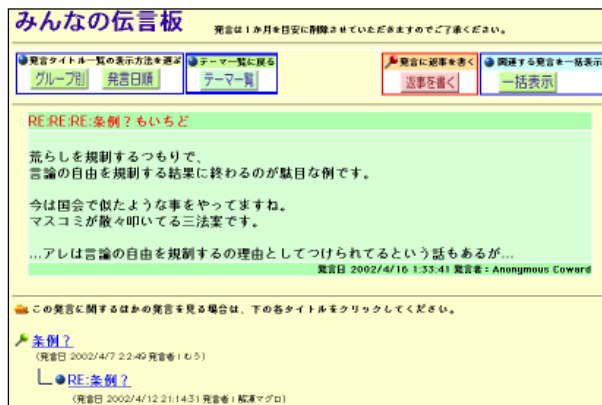 みんなの伝言板 発言は1か月を目安に削除させていただきますのでご了承ください。
発言タイトル一覧の表示方法を選ぶ テーマ一覧に戻る 発言に返事を書く 関連する発言を一括表示
グループ別 発言日順 テーマ一覧 返事を書く 一括表示
RE:RE:RE:条例?もいちど
荒らしを規制するつもりで、
言論の自由を規制する結果に終わるのが駄目な例です。
今は国会で似たような事をやってますね。
マスコミが散々叩いてる三法案です。
...アレは言論の自由を規制するの理由としてつけられてるという話もあるが...
発言日 2002/4/16 1:33:41 発言者:Anonymous Coward
この発言に関するほかの発言を見る場合は、下の各タイトルをクリックしてください。
条例?
(発言日 2002/4/7 2:2:49 発言者:むう)
RE:条例?
(発言日 2002/4/12 21:14:31 発言者:解凍マグロ)